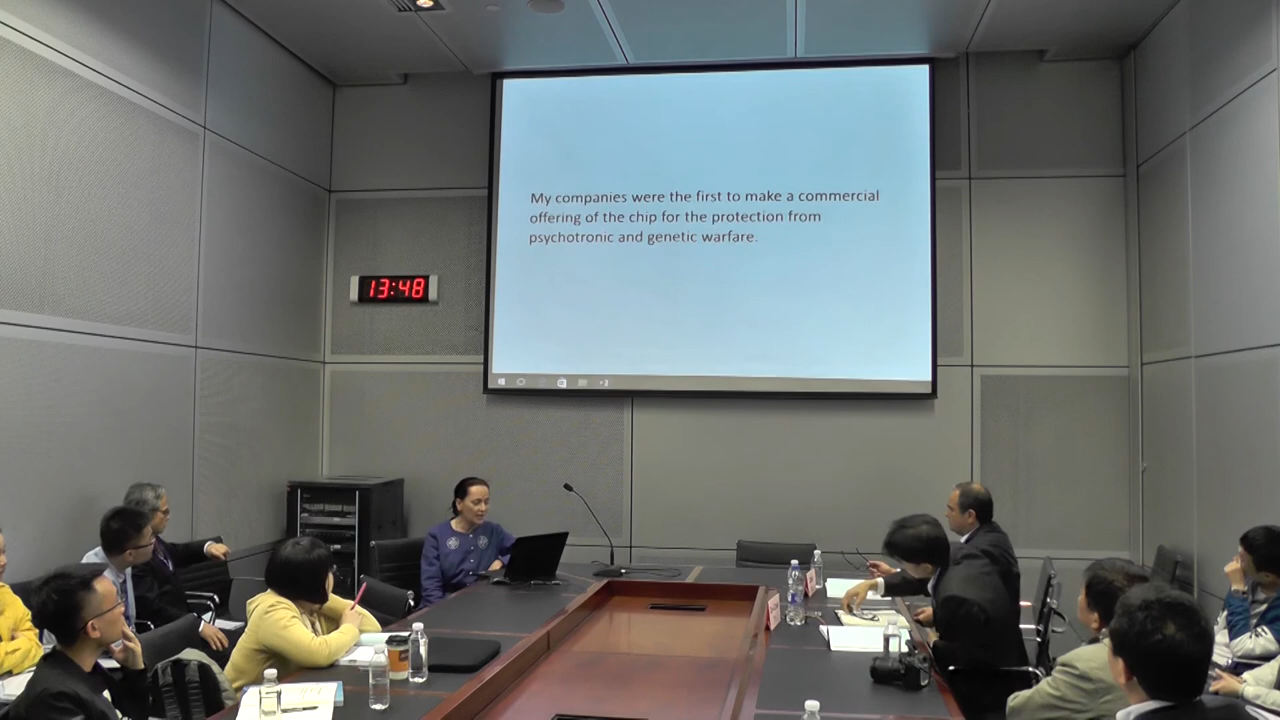 My companies were the first to make a commercial
offering of the chip for the protection from
psychotronic and genetic warfare.
13:48